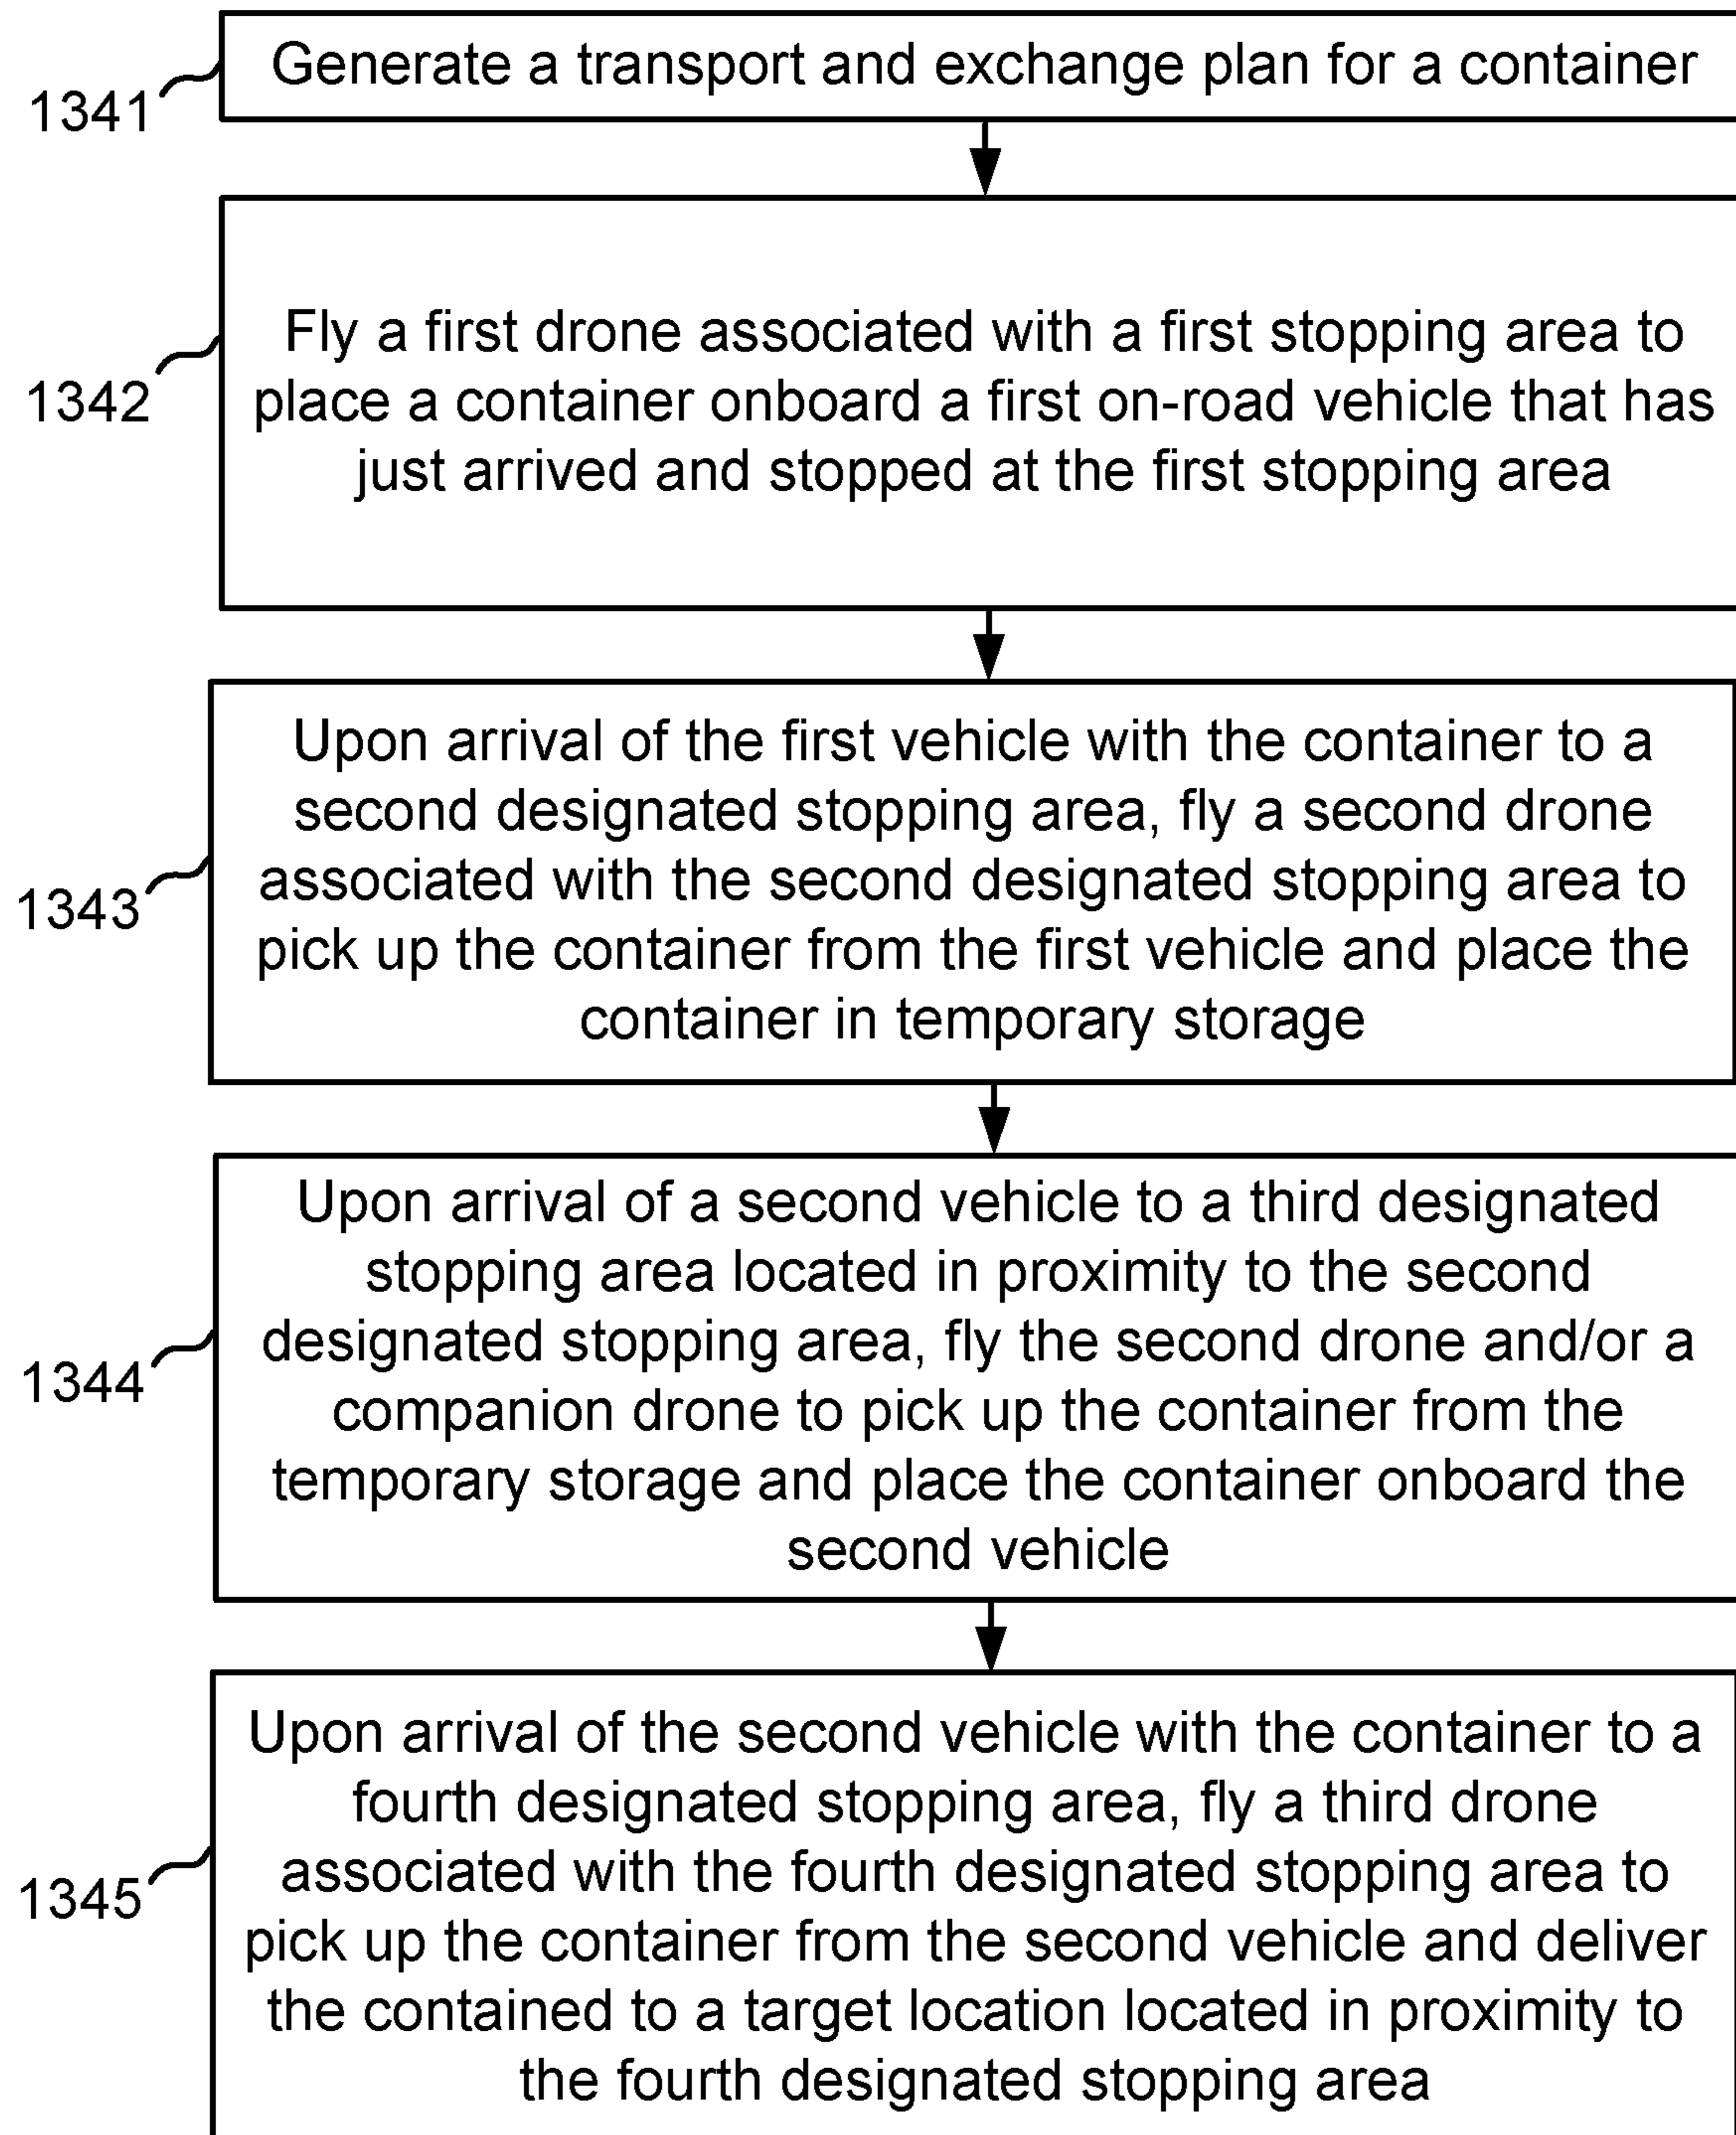 Generate a transport and exchange plan for a container
1341
Fly a first drone associated with a first stopping area to
place a container onboard a first on-road vehicle that has
just arrived and stopped at the first stopping area
1342
Upon arrival of the first vehicle with the container to a
second designated stopping area, fly a second drone
associated with the second designated stopping area to
pick up the container from the first vehicle and place the
container in temporary storage
1343
Upon arrival of a second vehicle to a third designated
stopping area located in proximity to the second
designated stopping area, fly the second drone and/or a
companion drone to pick up the container from the
temporary storage and place the container onboard the
second vehicle
1344
Upon arrival of the second vehicle with the container to a
fourth designated stopping area, fly a third drone
associated with the fourth designated stopping area to
pick up the container from the second vehicle and deliver
the contained to a target location located in proximity to
the fourth designated stopping area
1345